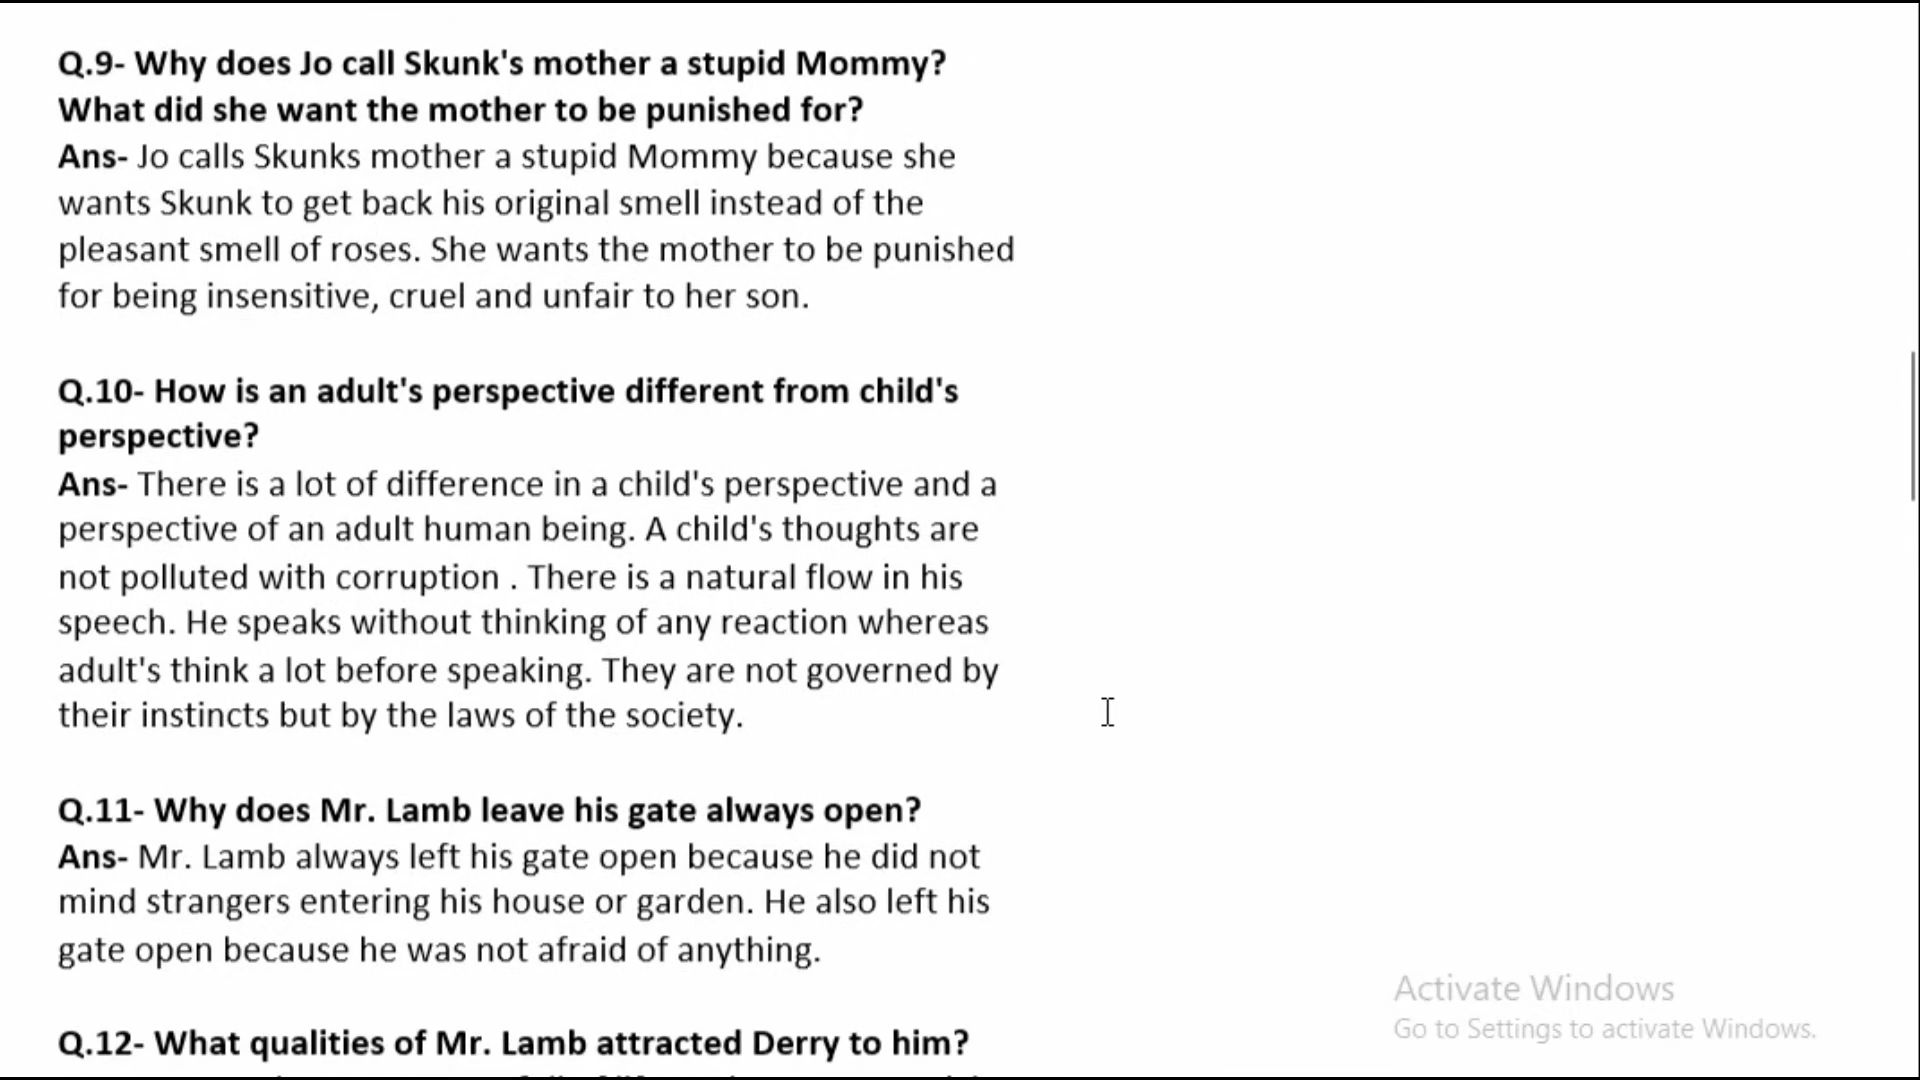 Q.9- Why does Jo call Skunk's mother a stupid Mommy?
What did she want the mother to be punished for?
Ans- Jo calls Skunks mother a stupid Mommy because she
wants Skunk to get back his original smell instead of the
pleasant smell of roses. She wants the mother to be punished
for being insensitive, cruel and unfair to her son.
Q.10- How is an adult's perspective different from child's
perspective?
Ans- There is a lot of difference in a child's perspective and a
perspective of an adult human being. A child's thoughts are
not polluted with corruption . There is a natural flow in his
speech. He speaks without thinking of any reaction whereas
adult's think a lot before speaking. They are not governed by
their instincts but by the laws of the society.
Q.11- Why does Mr. Lamb leave his gate always open?
Ans- Mr. Lamb always left his gate open because he did not
mind strangers entering his house or garden. He also left his
gate open because he was not afraid of anything.
Q.12- What qualities of Mr. Lamb attracted Derry to him?
Activate Windows
Go to Settings to activate Windows.